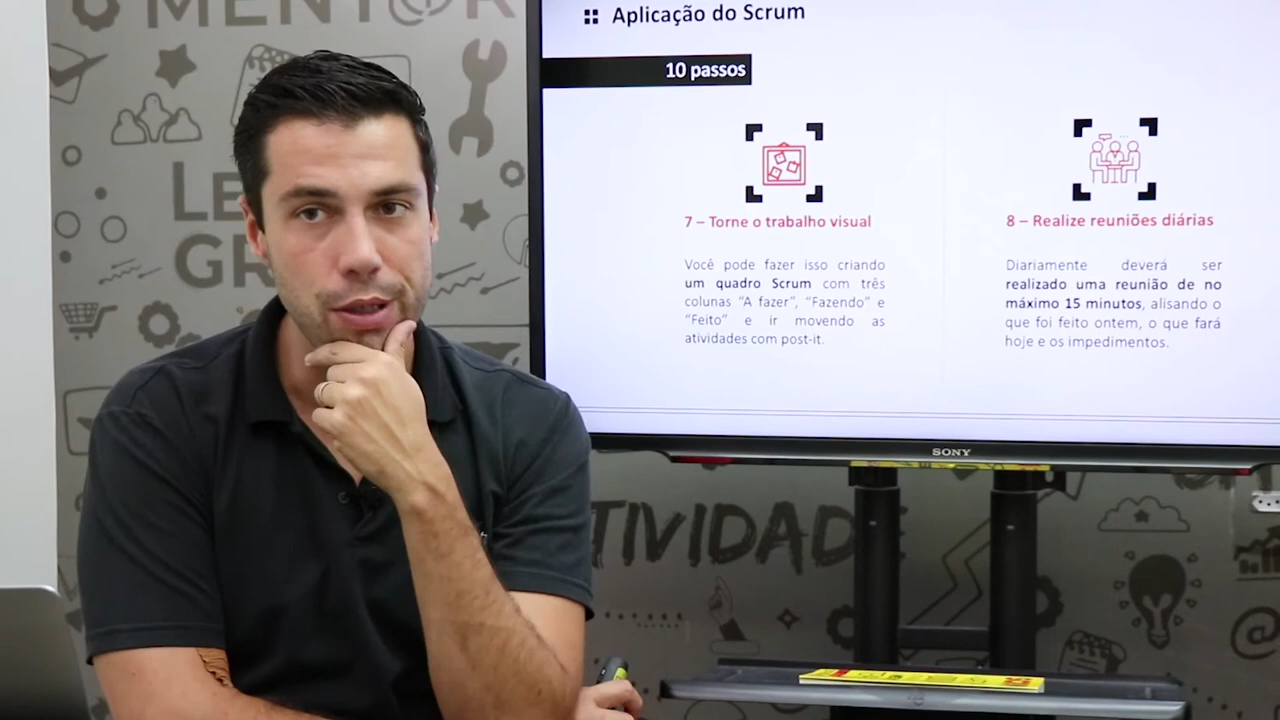 MENTOR
Aplicação do Scrum
10 passos
7 – Torne o trabalho visual
Você pode fazer isso criando
um quadro Scrum com três
colunas “A fazer”, “Fazendo” e
“Feito” e ir movendo as
atividades com post-it.
8 – Realize reuniões diárias
Diariamente deverá ser
realizado uma reunião de no
máximo 15 minutos, alisando o
que foi feito ontem, o que fará
hoje e os impedimentos.
SONY
TIVIDAD